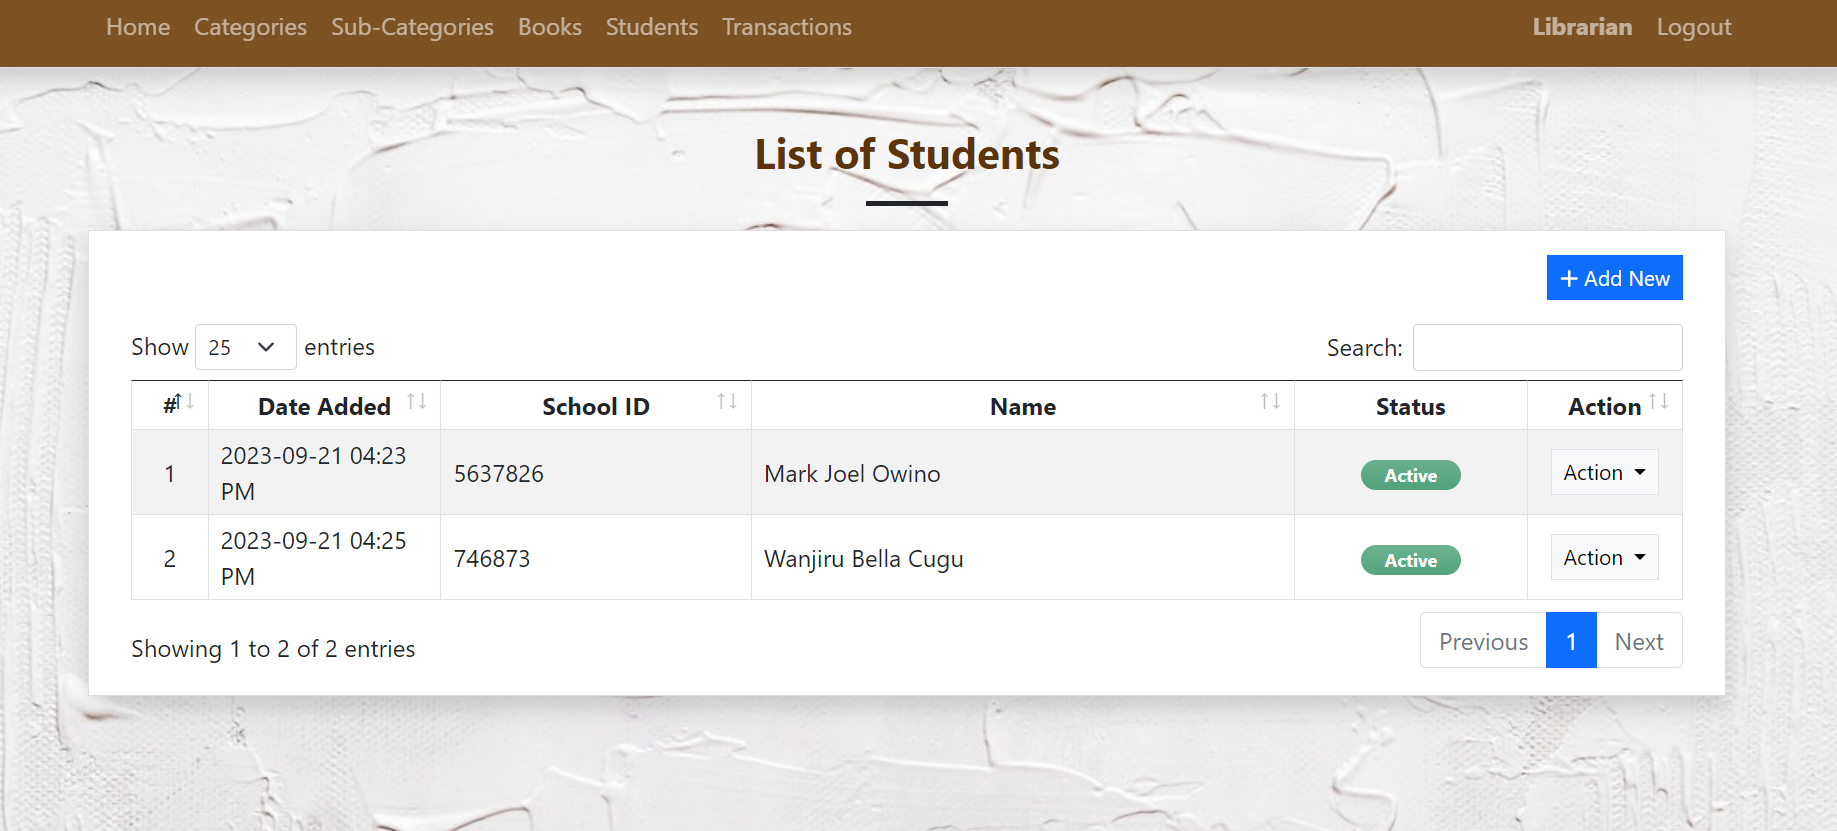 Home Categories Sub-Categories Books Students Transactions Librarian Logout
List of Students
+ Add New
Show 25 entries Search:
# Date Added School ID Name Status Action
1 2023-09-21 04:23 PM 5637826 Mark Joel Owino Active Action
2 2023-09-21 04:25 PM 746873 Wanjiru Bella Cugu Active Action
Showing 1 to 2 of 2 entries Previous 1 Next